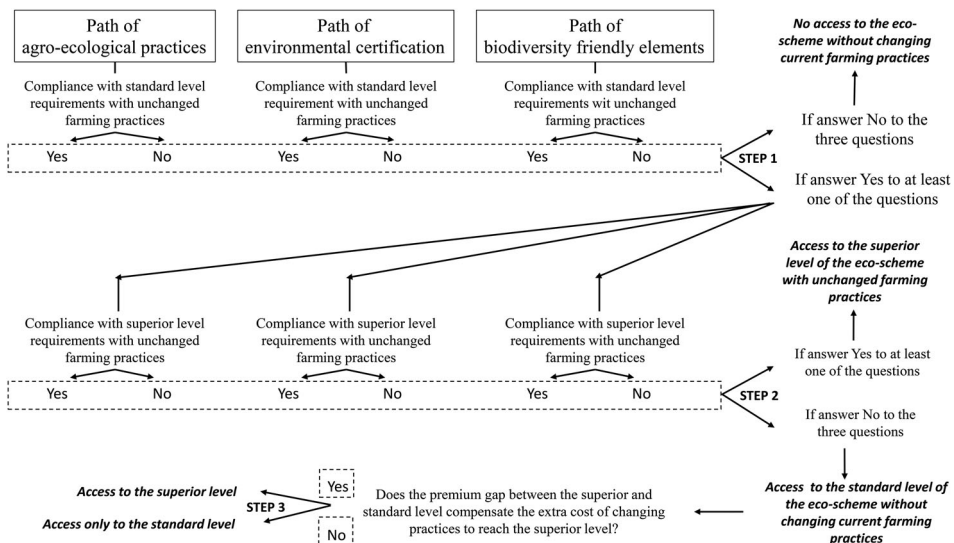 Path of
agro-ecological practices
Path of
environmental certification
Path of
biodiversity friendly elements
No access to the eco-
scheme without changing
current farming practices
Compliance with standard level
requirements with unchanged
farming practices
Compliance with standard level
requirement with unchanged
farming practices
Compliance with standard level
requirements wit unchanged
farming practices
Yes
No
Yes
No
Yes
No
STEP 1
If answer No to the
three questions
If answer Yes to at least
one of the questions
Access to the superior
level of the eco-scheme
with unchanged farming
practices
Compliance with superior level
requirements with unchanged
farming practices
Compliance with superior level
requirements with unchanged
farming practices
Compliance with superior level
requirements with unchanged
farming practices
Yes
No
Yes
No
Yes
No
STEP 2
If answer Yes to at least
one of the questions
If answer No to the
three questions
Access to the standard level of
the eco-scheme without
changing current farming
practices
Does the premium gap between the superior and
standard level compensate the extra cost of changing
practices to reach the superior level?
Yes
No
STEP 3
Access to the superior level
Access only to the standard level